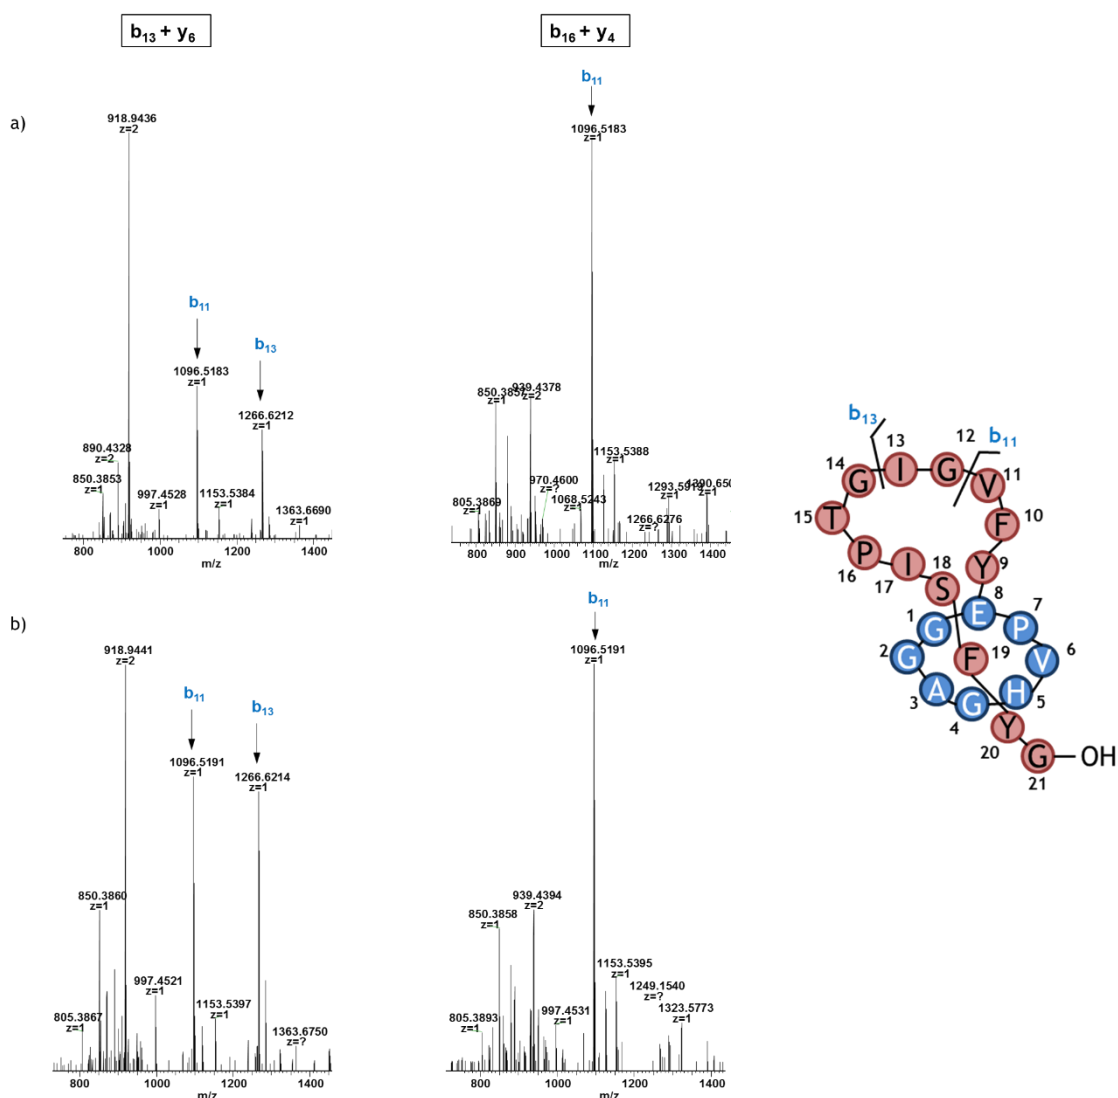 b13 + y6
b16 + y4
a)
918.9436
z=2
b11
1096.5183
z=1
b13
1266.6212
z=1
890.4328
z=2
850.3853
z=1
997.4528
z=1
1153.5384
z=1
1363.6690
z=1
800 1000 1200 1400
m/z
b11
1096.5183
z=1
939.4378
z=2
z=1
970.4600
z=?
1153.5388
z=1
805.3869
z=1
1068.5243
z=1
1266.6276
z=?
z=1
z=1
800 900 1000 1100 1200 1300 1400
m/z
b)
918.9441
z=2
b11
1096.5191
z=1
b13
1266.6214
z=1
850.3860
z=1
997.4521
z=1
805.3867
z=1
1153.5397
z=1
1363.6750
z=?
800 1000 1200 1400
m/z
b11
1096.5191
z=1
939.4394
z=2
850.3858
z=1
1153.5395
z=1
1249.1540
z=?
1323.5773
z=1
997.4531
z=1
805.3893
z=1
800 1000 1200 1400
m/z
b13
13
12
b11
14
G I G V
11
15
T
F
10
P I S Y
16
17
18
9
8
1
G E P
7
2
G F V
19
6
A G H
3
4
5
Y
20
G OH
21